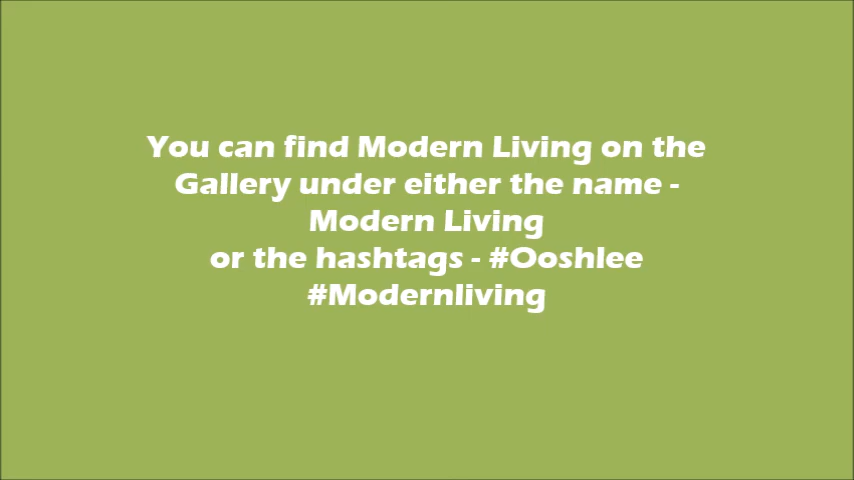 You can find Modern Living on the
Gallery under either the name -
Modern Living
or the hashtags - #Ooshlee
#Modernliving